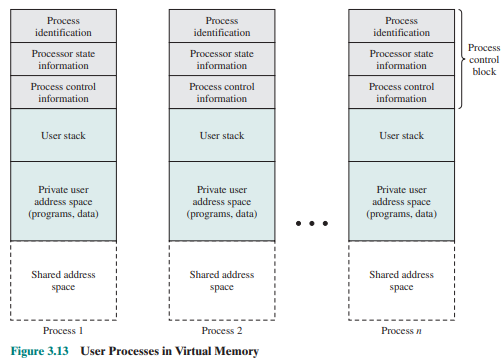 Process
identification
Processor state
information
Process control
information
User stack
Private user
address space
(programs, data)
Shared address
space
Process 1
Process
identification
Processor state
information
Process control
information
User stack
Private user
address space
(programs, data)
Shared address
space
Process 2
Process
identification
Processor state
information
Process control
information
User stack
Private user
address space
(programs, data)
Shared address
space
Process n
Process
control
block
Figure 3.13 User Processes in Virtual Memory